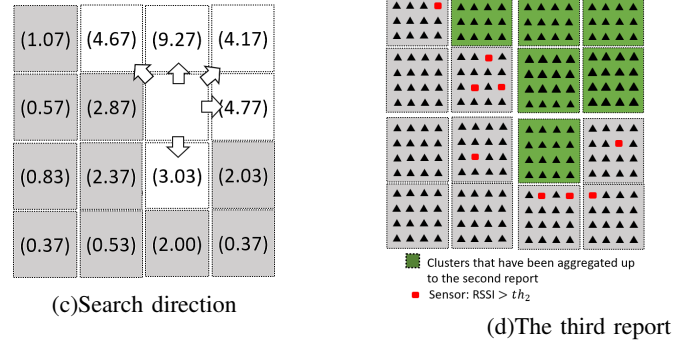 (1.07) (4.67) (9.27) (4.17)
(0.57) (2.87) (4.77)
(0.83) (2.37) (3.03) (2.03)
(0.37) (0.53) (2.00) (0.37)
(c)Search direction
Clusters that have been aggregated up
to the second report
Sensor: RSSI > th₂
(d)The third report